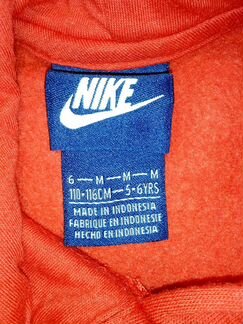 NIKE
6 — M — M — M
110-116CM — 5-6YRS
MADE IN INDONESIA
FABRIQUE EN INDONESIE
HECHO EN INDONESIA